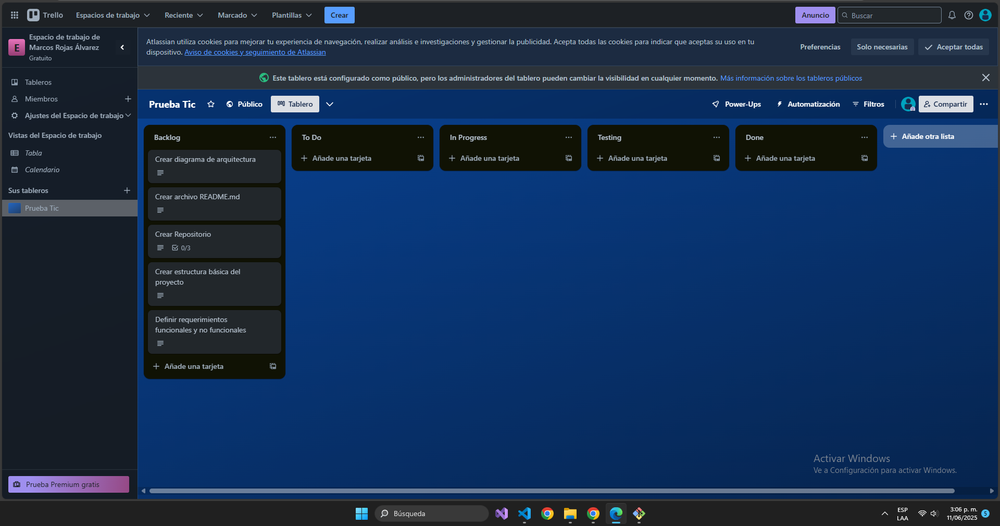 Trello
Espacios de trabajo
Reciente
Marcado
Plantillas
Crear
Anuncio
Buscar
E
Espacio de trabajo de
Marcos Rojas Álvarez
Gratuito
Tableros
Miembros
Ajustes del Espacio de trabajo
Vistas del Espacio de trabajo
Tabla
Calendario
Sus tableros
Prueba Tic
Prueba Premium gratis
Atlassian utiliza cookies para mejorar tu experiencia de navegación, realizar análisis e investigaciones y gestionar la publicidad. Acepta todas las cookies para indicar que aceptas su uso en tu
dispositivo. Aviso de cookies y seguimiento de Atlassian
Preferencias
Solo necesarias
Aceptar todas
Este tablero está configurado como público, pero los administradores del tablero pueden cambiar la visibilidad en cualquier momento. Más información sobre los tableros públicos
Prueba Tic
Público
Tablero
Power-Ups
Automatización
Filtros
Compartir
Backlog
Crear diagrama de arquitectura
Crear archivo README.md
Crear Repositorio
0/3
Crear estructura básica del
proyecto
Definir requerimientos
funcionales y no funcionales
Añade una tarjeta
To Do
Añade una tarjeta
In Progress
Añade una tarjeta
Testing
Añade una tarjeta
Done
Añade una tarjeta
Añade otra lista
Activar Windows
Ve a Configuración para activar Windows.
Búsqueda
ESP
LAA
3:06 p. m.
11/06/2025
5